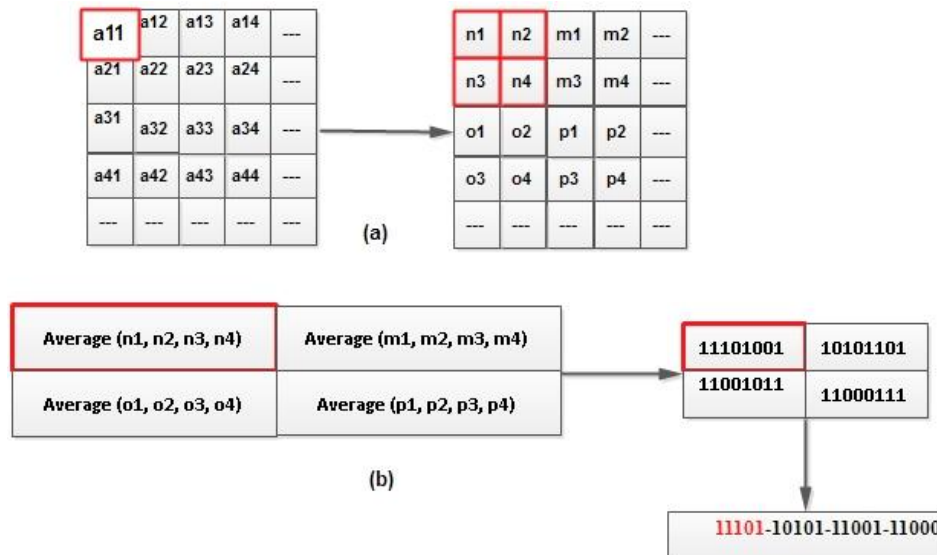 a11 a12 a13 a14 ---
a21 a22 a23 a24 ---
a31 a32 a33 a34 ---
a41 a42 a43 a44 ---
--- --- --- --- ---
n1 n2 m1 m2 ---
n3 n4 m3 m4 ---
o1 o2 p1 p2 ---
o3 o4 p3 p4 ---
--- --- --- --- ---
(a)
Average (n1, n2, n3, n4) Average (m1, m2, m3, m4)
Average (o1, o2, o3, o4) Average (p1, p2, p3, p4)
11101001 10101101
11001011 11000111
(b)
11101-10101-11001-11000